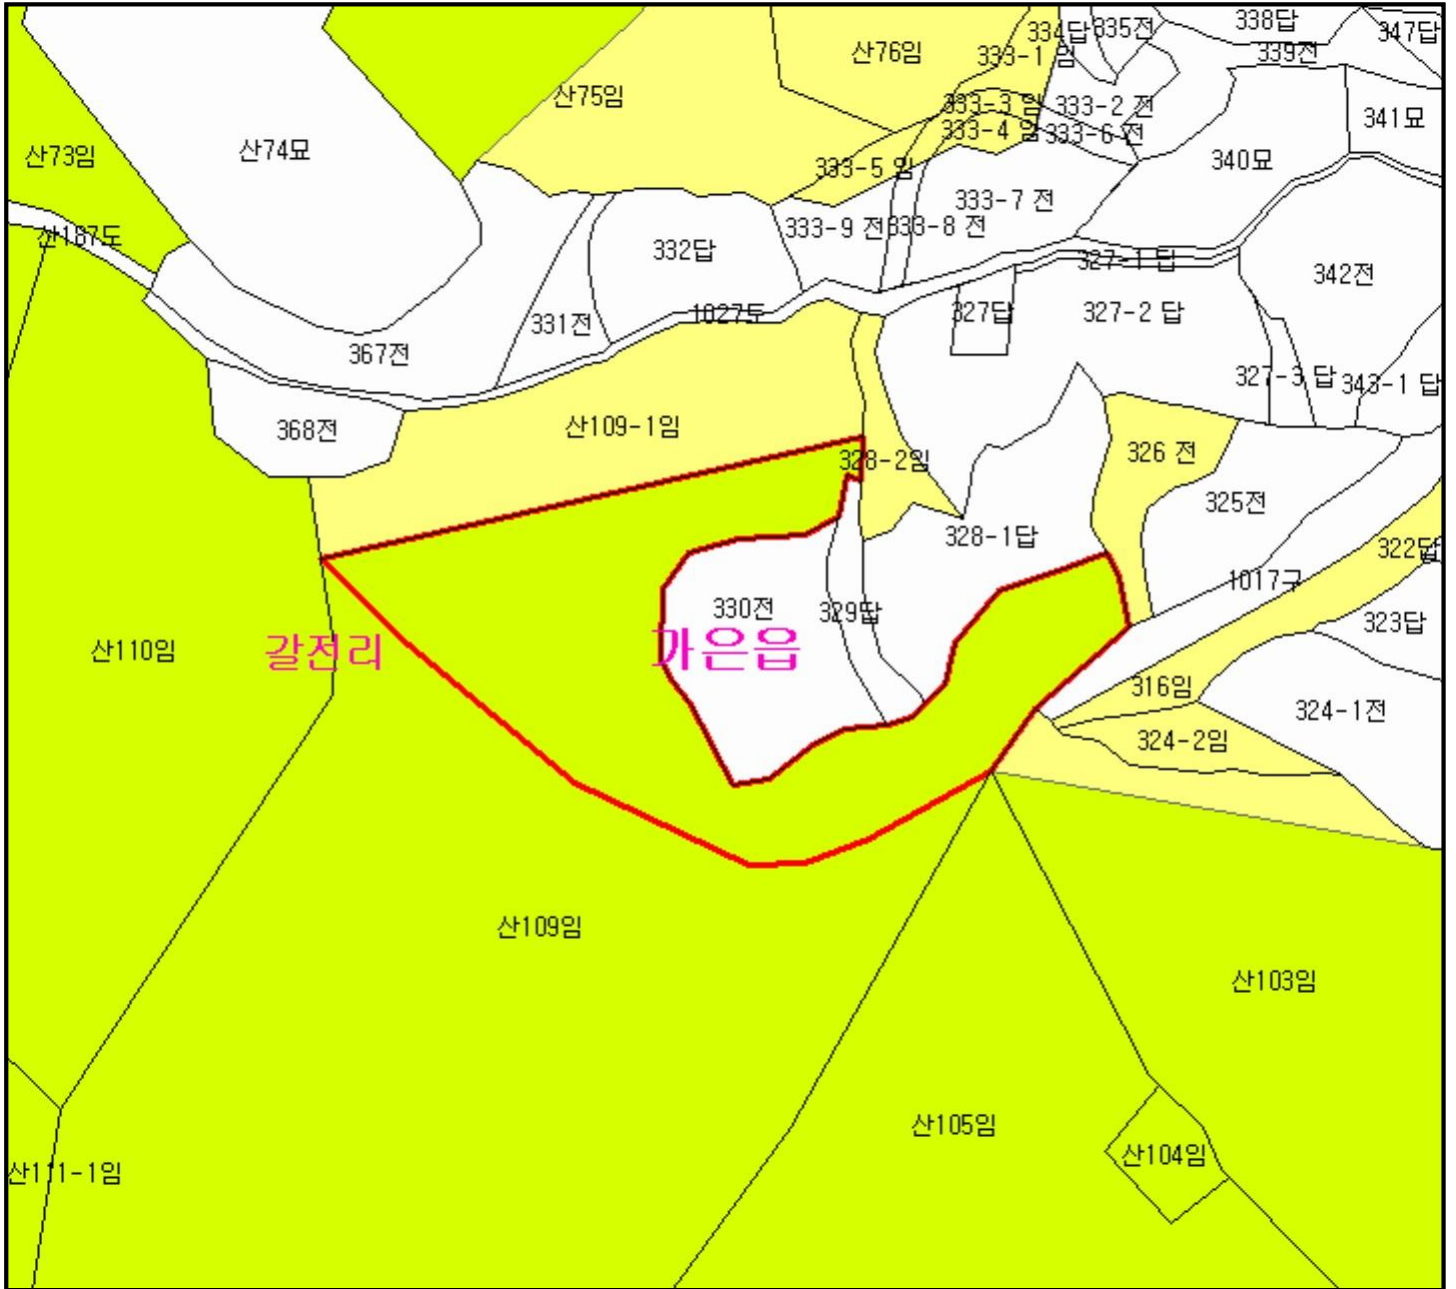 338답
334답
335전
347답
산76임
333-1 임
339전
산75임
333-3 임
333-2 전
341묘
333-4 임
333-6 전
산73임
산74묘
340묘
333-5 임
333-7 전
산187도
333-9 전
333-8 전
332답
327-1 답
342전
1027도
327답
327-2 답
331전
367전
327-3 답
343-1 답
368전
산109-1임
328-2임
326 전
325전
328-1답
322답
1017구
330전
329답
323답
산110임
갈전리
가은읍
316임
324-1전
324-2임
산109임
산103임
산105임
산104임
산111-1임